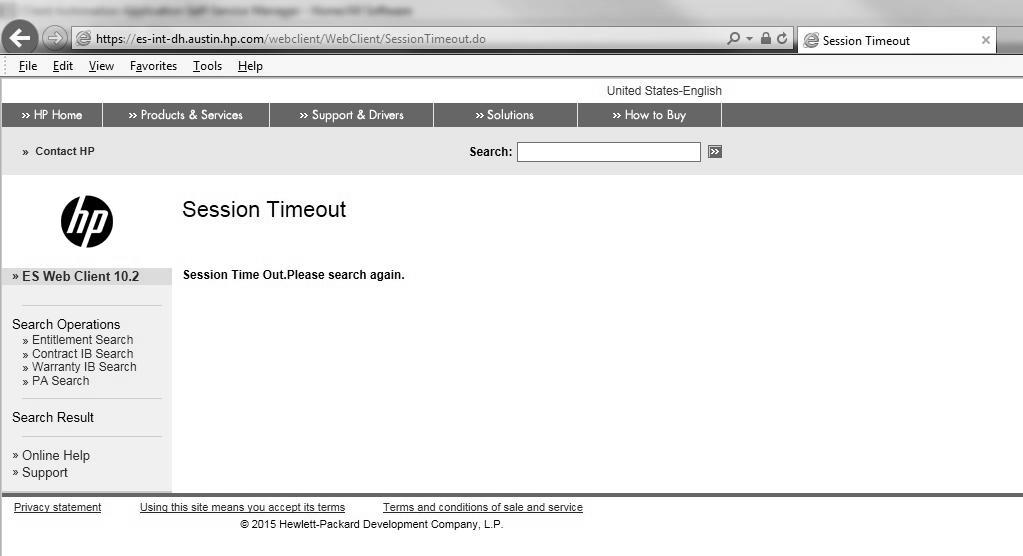 https://es-int-dh.austin.hp.com/webclient/WebClient/SessionTimeout.do
Session Timeout
File Edit View Favorites Tools Help
United States-English
» HP Home » Products & Services » Support & Drivers » Solutions » How to Buy
» Contact HP
Search: »
hp
Session Timeout
» ES Web Client 10.2
Session Time Out.Please search again.
Search Operations
» Entitlement Search
» Contract IB Search
» Warranty IB Search
» PA Search
Search Result
» Online Help
» Support
Privacy statement Using this site means you accept its terms Terms and conditions of sale and service
© 2015 Hewlett-Packard Development Company, L.P.